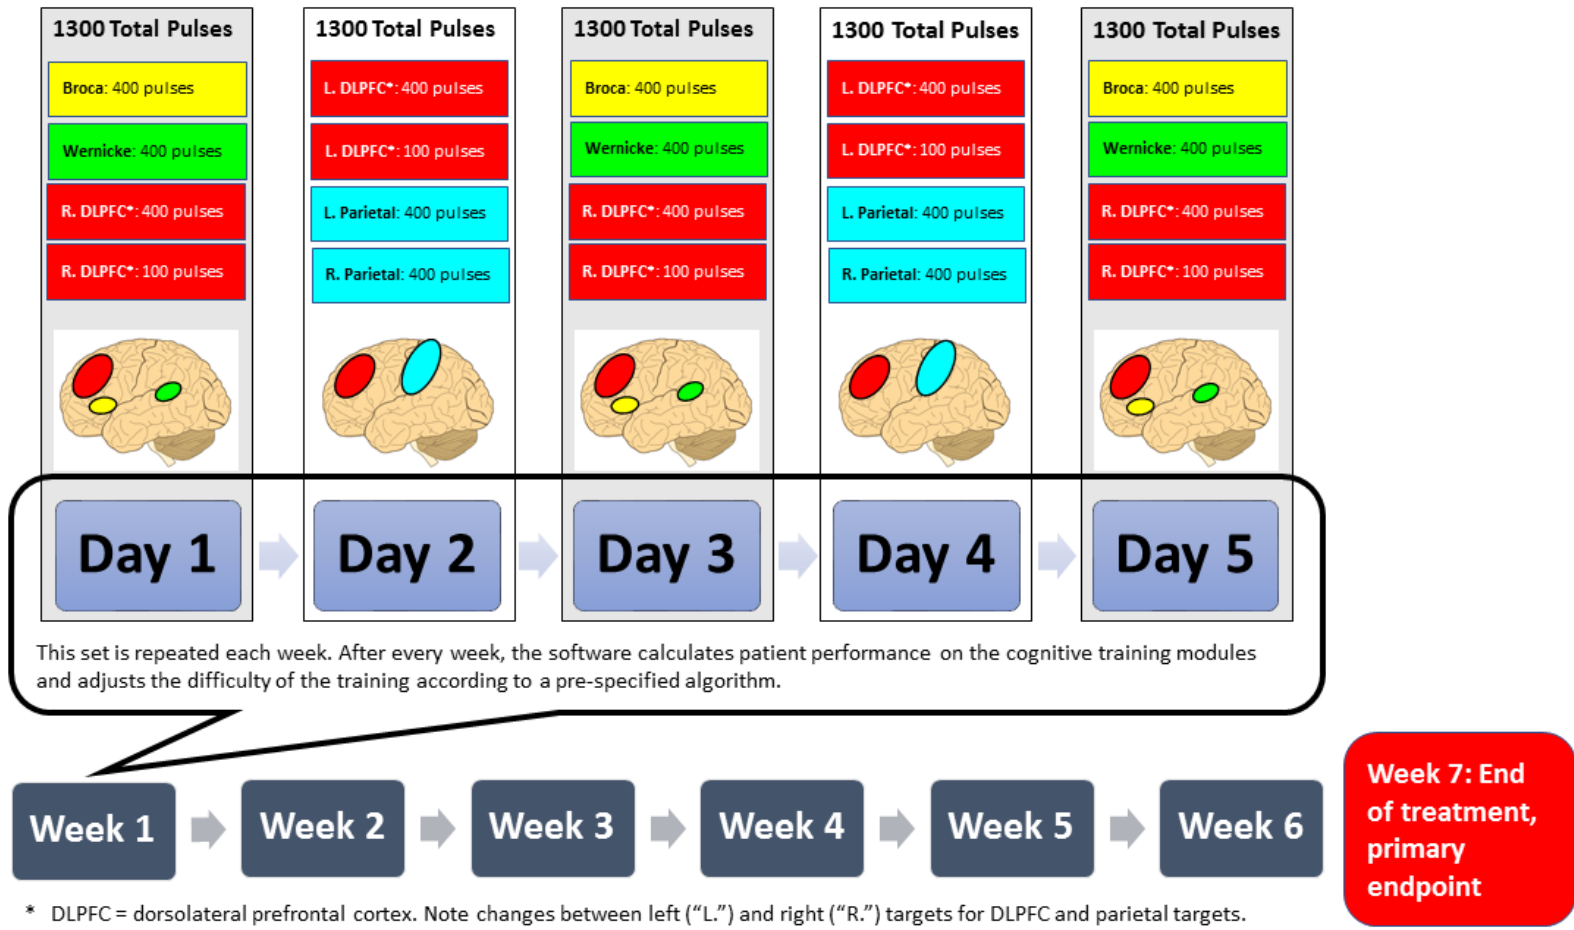 1300 Total Pulses
Broca: 400 pulses
Wernicke: 400 pulses
R. DLPFC*: 400 pulses
R. DLPFC*: 100 pulses
1300 Total Pulses
L. DLPFC*: 400 pulses
L. DLPFC*: 100 pulses
L. Parietal: 400 pulses
R. Parietal: 400 pulses
1300 Total Pulses
Broca: 400 pulses
Wernicke: 400 pulses
R. DLPFC*: 400 pulses
R. DLPFC*: 100 pulses
1300 Total Pulses
L. DLPFC*: 400 pulses
L. DLPFC*: 100 pulses
L. Parietal: 400 pulses
R. Parietal: 400 pulses
1300 Total Pulses
Broca: 400 pulses
Wernicke: 400 pulses
R. DLPFC*: 400 pulses
R. DLPFC*: 100 pulses
Day 1
Day 2
Day 3
Day 4
Day 5
This set is repeated each week. After every week, the software calculates patient performance on the cognitive training modules
and adjusts the difficulty of the training according to a pre-specified algorithm.
Week 1
Week 2
Week 3
Week 4
Week 5
Week 6
Week 7: End
of treatment,
primary
endpoint
* DLPFC = dorsolateral prefrontal cortex. Note changes between left (“L.”) and right (“R.”) targets for DLPFC and parietal targets.